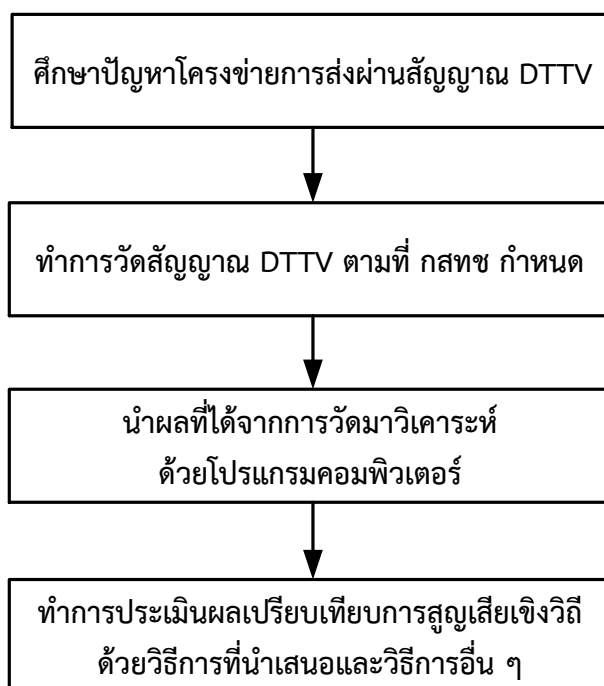 ศึกษาปัญหาโครงข่ายการส่งผ่านสัญญาณ DTTV
ทำการวัดสัญญาณ DTTV ตามที่ กสทช กำหนด
นำผลที่ได้จากการวัดมาวิเคาระห์
ด้วยโปรแกรมคอมพิวเตอร์
ทำการประเมินผลเปรียบเทียบการสูญเสียเชิงวิถี
ด้วยวิธีการที่นำเสนอและวิธีการอื่น ๆ